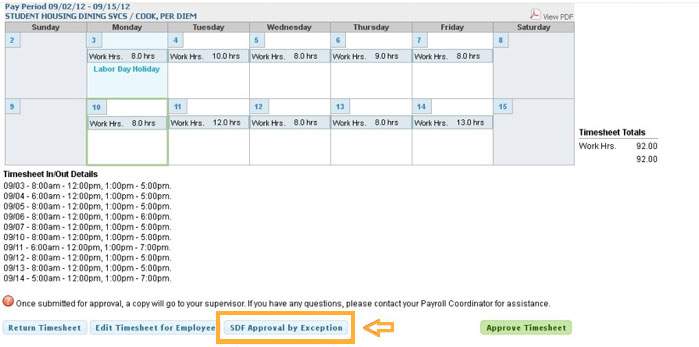 Pay Period 09/02/12 - 09/15/12
STUDENT HOUSING DINING SYCS / COOK, PER DIEM
View PDF
Sunday Monday Tuesday Wednesday Thursday Friday Saturday
2 3 4 5 6 7 8
Work Hrs. 8.0 hrs Work Hrs. 10.0 hrs Work Hrs. 8.0 hrs Work Hrs. 9.0 hrs Work Hrs. 8.0 hrs
Labor Day Holiday
9 10 11 12 13 14 15
Work Hrs. 8.0 hrs Work Hrs. 12.0 hrs Work Hrs. 8.0 hrs Work Hrs. 8.0 hrs Work Hrs. 13.0 hrs
Timesheet Totals
Work Hrs. 92.00
92.00
Timesheet In/Out Details
09/03 - 8:00am - 12:00pm, 1:00pm - 5:00pm.
09/04 - 6:00am - 12:00pm, 1:00pm - 5:00pm.
09/05 - 8:00am - 12:00pm, 1:00pm - 5:00pm.
09/06 - 8:00am - 12:00pm, 1:00pm - 6:00pm.
09/07 - 8:00am - 12:00pm, 1:00pm - 5:00pm.
09/10 - 8:00am - 12:00pm, 1:00pm - 5:00pm.
09/11 - 6:00am - 12:00pm, 1:00pm - 7:00pm.
09/12 - 8:00am - 12:00pm, 1:00pm - 5:00pm.
09/13 - 8:00am - 12:00pm, 1:00pm - 5:00pm.
09/14 - 5:00am - 12:00pm, 1:00pm - 7:00pm.
? Once submitted for approval, a copy will go to your supervisor. If you have any questions, please contact your Payroll Coordinator for assistance.
Return Timesheet Edit Timesheet for Employee SDF Approval by Exception Approve Timesheet